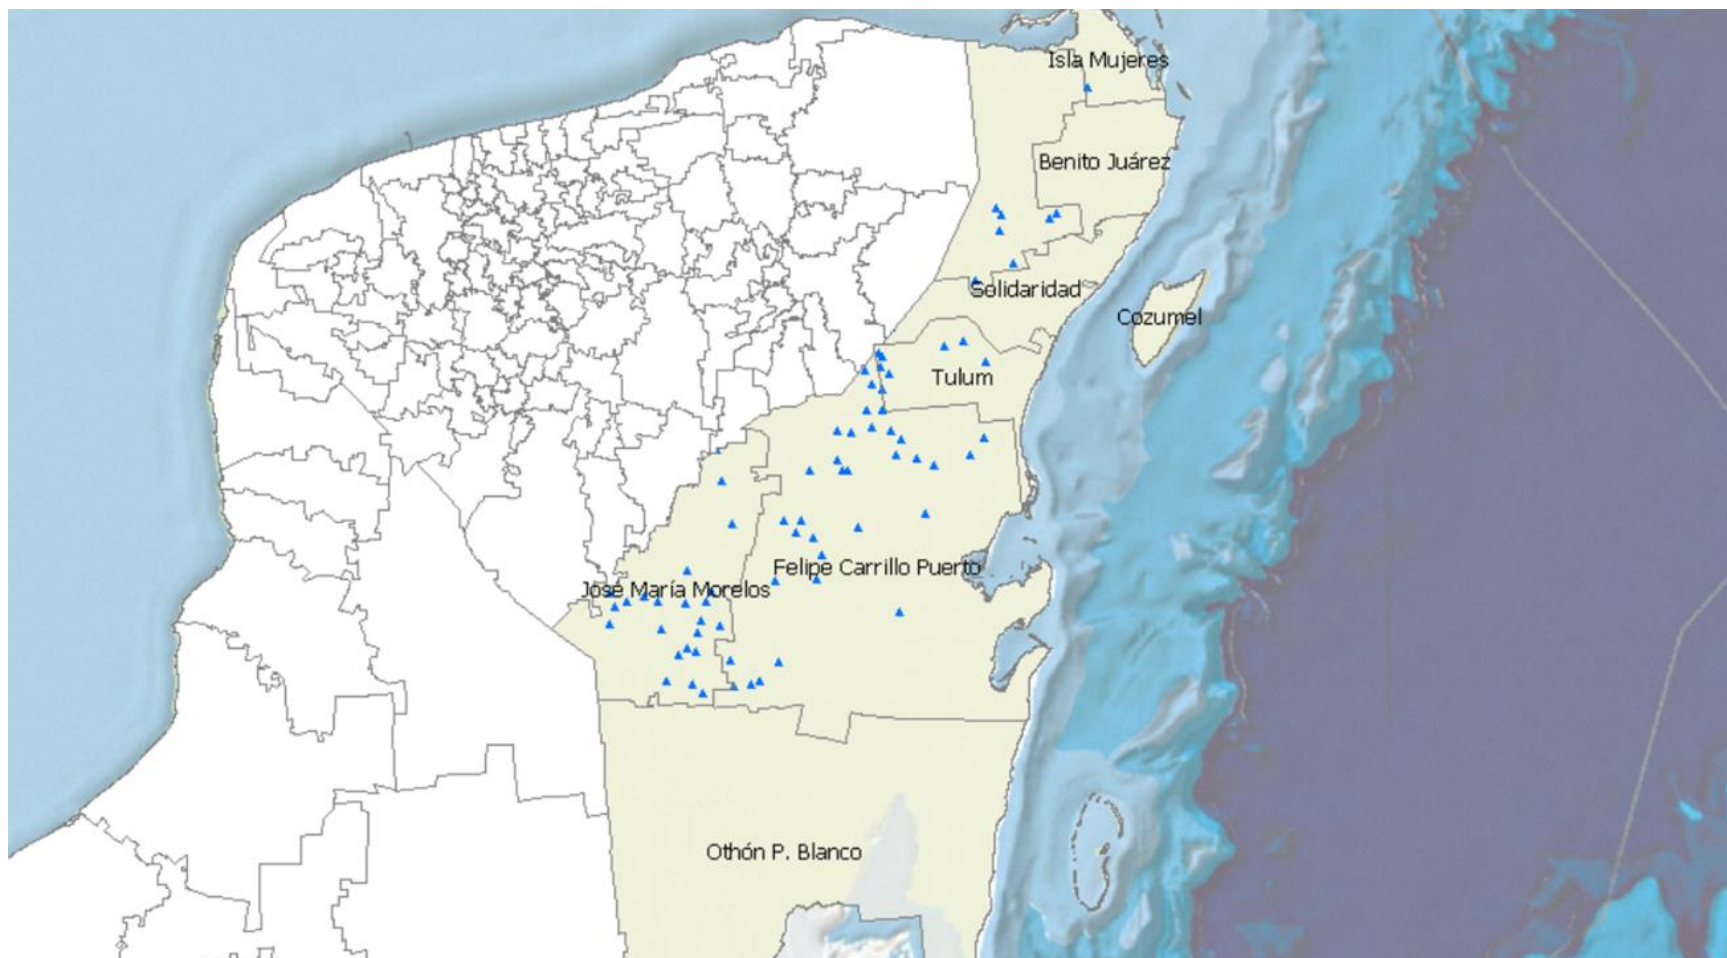 Isla Mujeres
Benito Juárez
Solidaridad
Cozumel
Tulum
Felipe Carrillo Puerto
José María Morelos
Othón P. Blanco